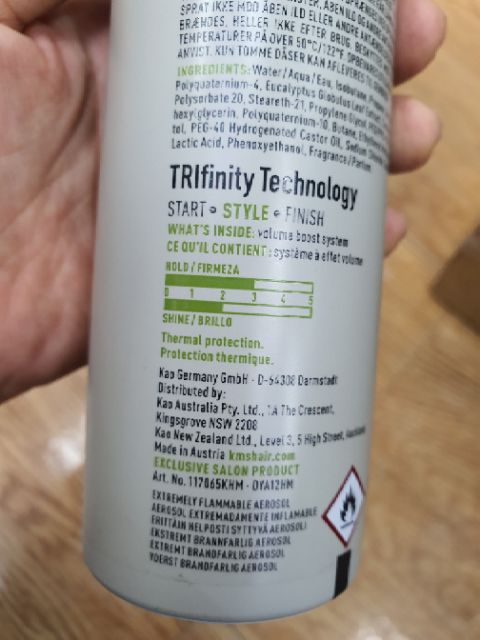 SPRAY IKKE MOD ÅBEN ILD ELLER ANDRE
BRÆNDES, HELLER IKKE EFTER BRUG.
TEMPERATURER PÅ OVER 50°C/122°F.
ANVIST. KUN TOMME DÅSER KAN AFLEVERES
INGREDIENTS: Water/Aqua/Eau, Isobutane,
Polyquaternium-4, Eucalyptus Globulus Leaf
Polysorbate 20, Steareth-21, Propylene Glycol,
hexylglycerin, Polyquaternium-10, Butane,
tol, PEG-40 Hydrogenated Castor Oil, Sodium
Lactic Acid, Phenoxyethanol, Fragrance/Parfum.
TRIfinity Technology
START • STYLE • FINISH
WHAT'S INSIDE: volume boost system
CE QU'IL CONTIENT: système à effet volume
HOLD / FIRMEZA
0 1 2 3 4 5
SHINE / BRILLO
Thermal protection.
Protection thermique.
Kao Germany GmbH · D-64308 Darmstadt
Distributed by:
Kao Australia Pty. Ltd., 1A The Crescent,
Kingsgrove NSW 2208
Kao New Zealand Ltd., Level 3, 5 High Street, Auckland
Made in Austria kmshair.com
EXCLUSIVE SALON PRODUCT
Art. No. 117065KHM - OYA12HM
EXTREMELY FLAMMABLE AEROSOL
AEROSOL EXTREMADAMENTE INFLAMABLE
ERITTÄIN HELPOSTI SYTTYVÄ AEROSOLI
EKSTREMT BRANNFARLIG AEROSOL
EXTREMT BRANDFARLIG AEROSOL
YDERST BRANDFARLIG AEROSOL